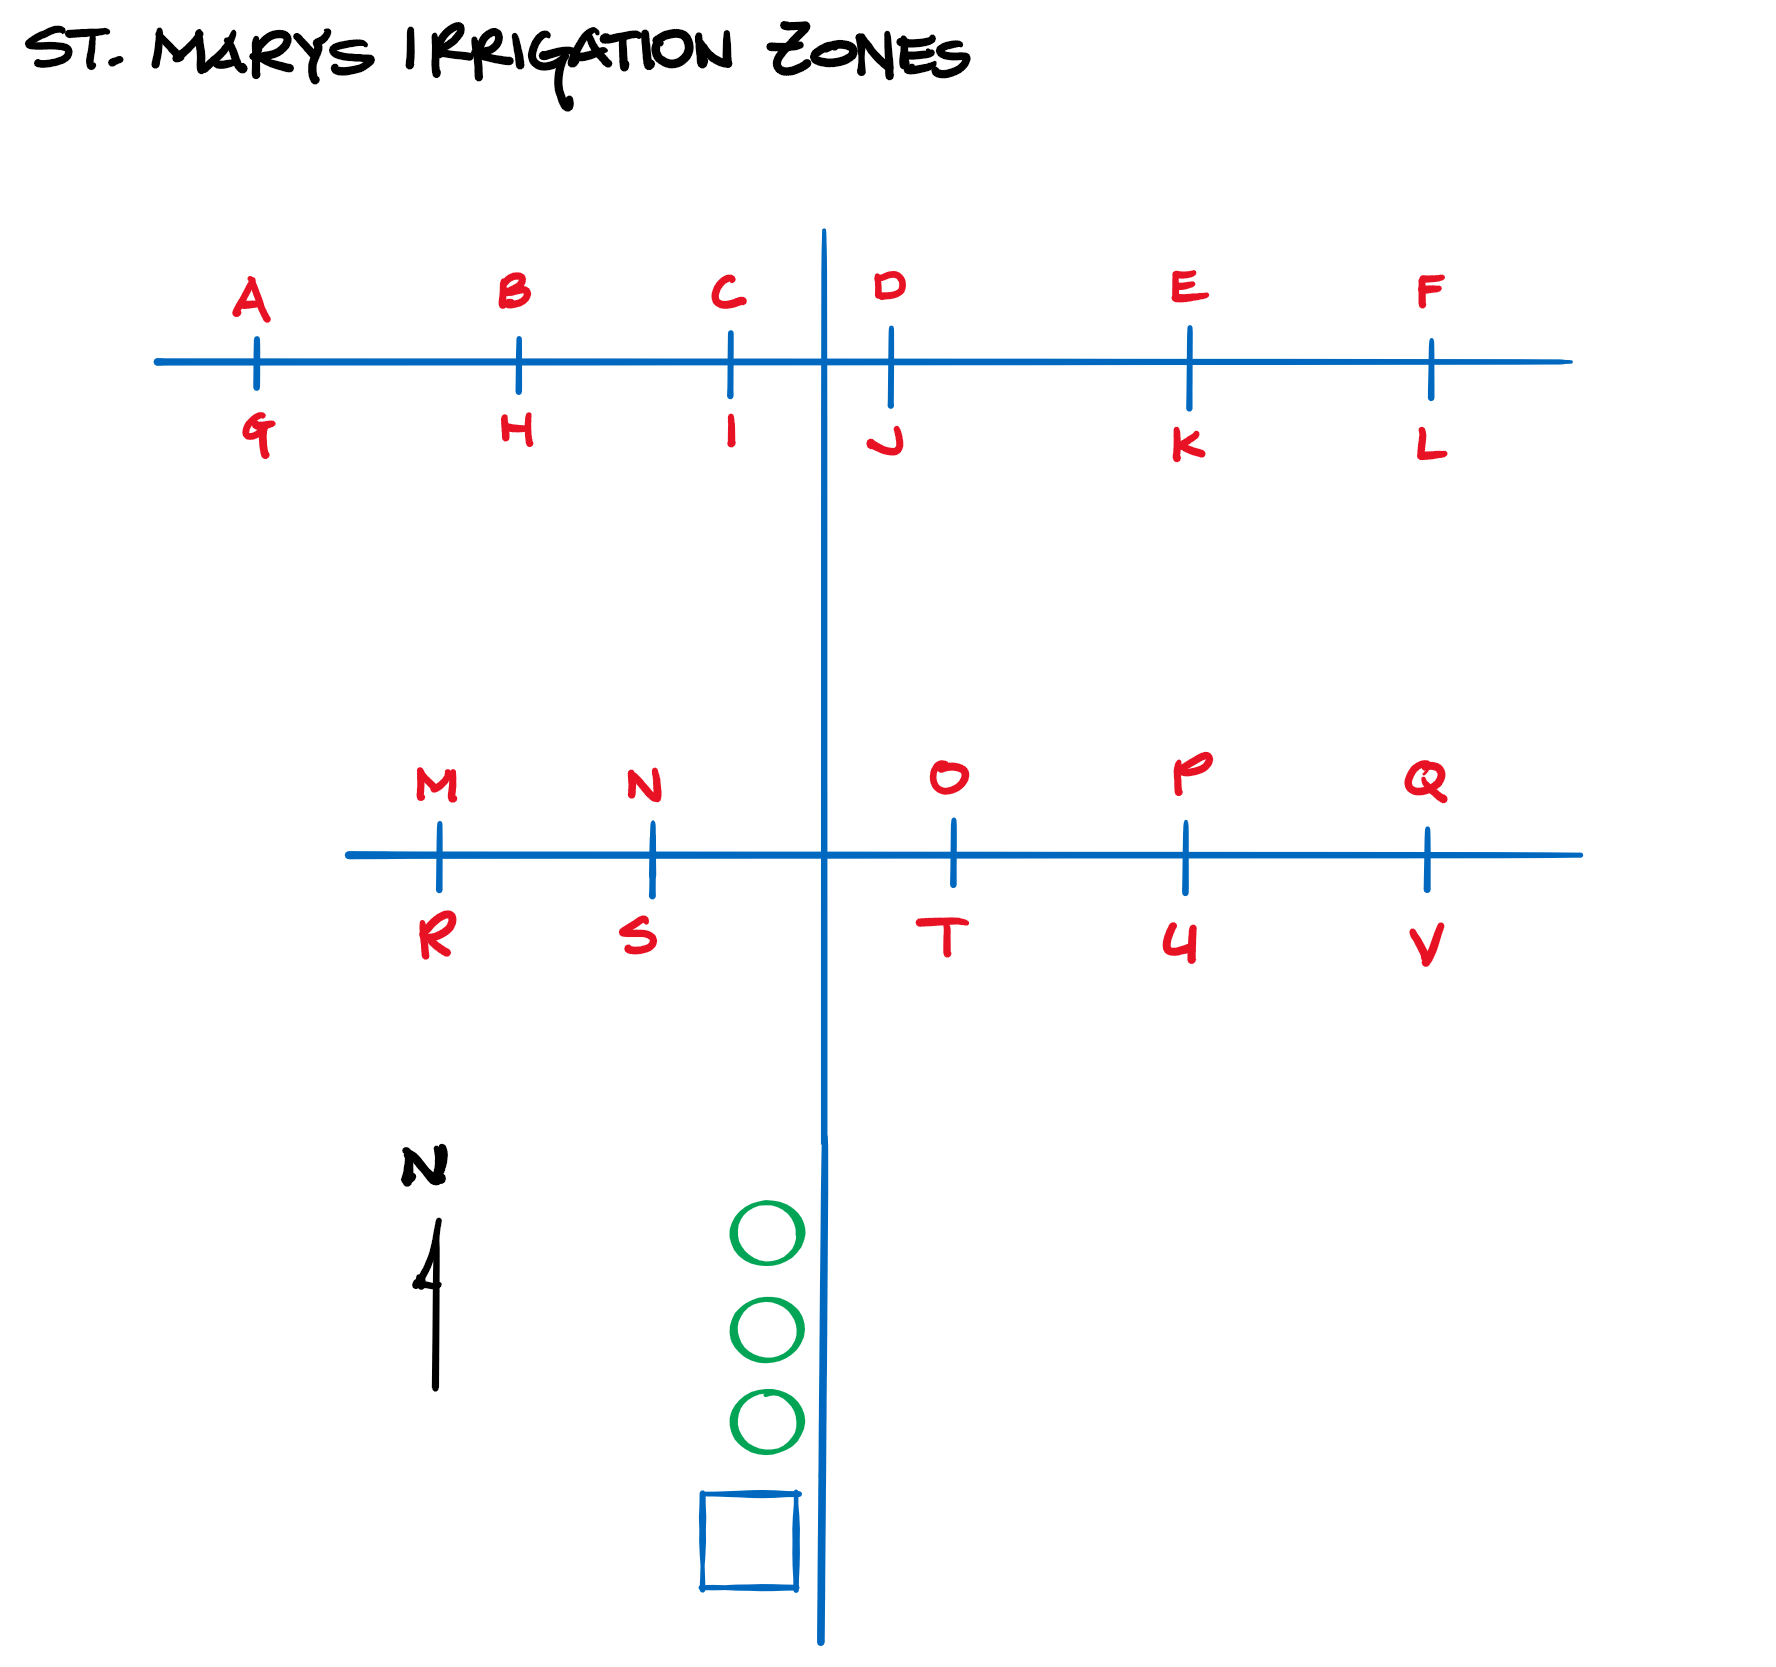 ST. MARYS IRRIGATION ZONES
A B C D E F
G H I J K L
M N O P Q
R S T U V
N